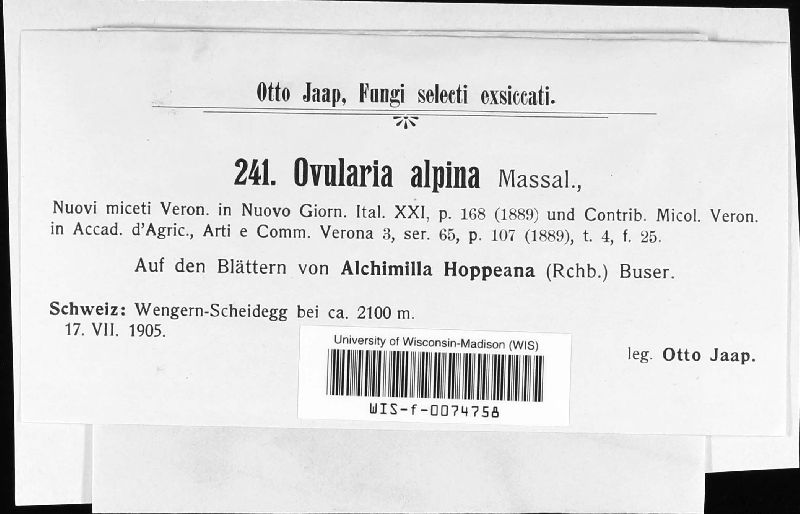 Otto Jaap, Fungi selecti exsiccati.
241. Ovularia alpina Massal.,
Nuovi miceti Veron. in Nuovo Giorn. Ital. XXI, p. 168 (1889) und Contrib. Micol. Veron.
in Accad. d'Agric., Arti e Comm. Verona 3, ser. 65, p. 107 (1889), t. 4, f. 25.
Auf den Blättern von Alchimilla Hoppeana (Rchb.) Buser.
Schweiz: Wengern-Scheidegg bei ca. 2100 m.
17. VII. 1905.
leg. Otto Jaap.
University of Wisconsin-Madison (WIS)
WIS-f-0074758